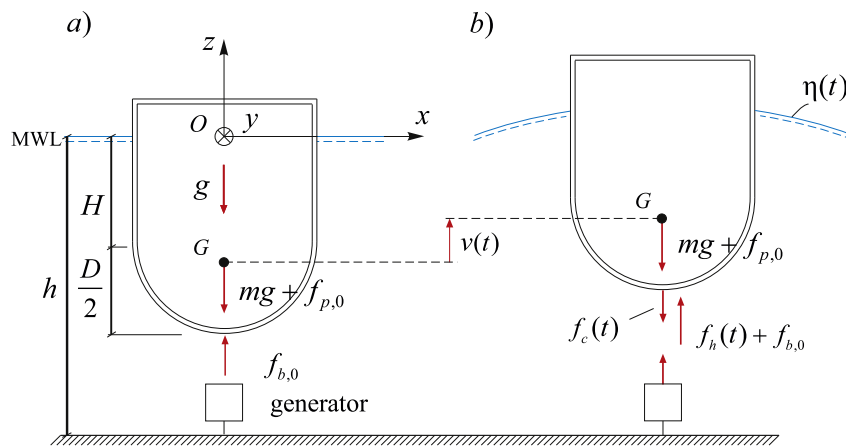 a)
z
O
y
x
MWL
g
H
G
h
D
2
mg + f_{p,0}
f_{b,0}
generator
b)
η(t)
G
v(t)
mg + f_{p,0}
f_c(t)
f_h(t) + f_{b,0}